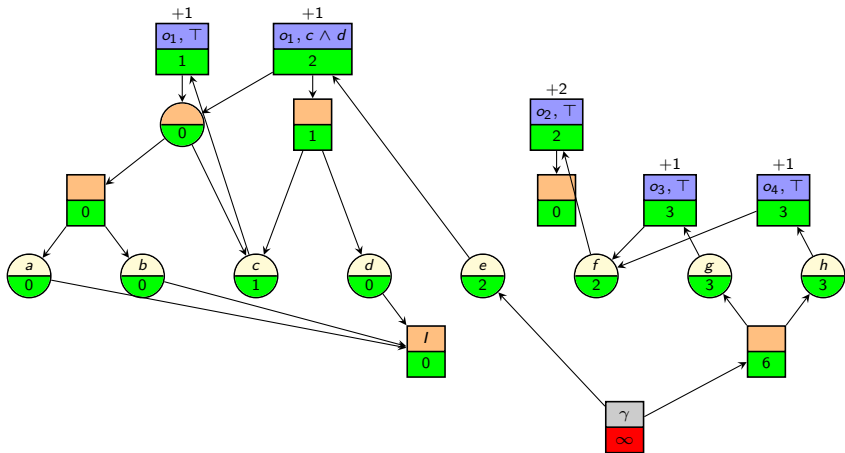 +1 +1
o₁, ⊤ o₁, c ∧ d
1 2
+2
o₂, ⊤
0 1 2
+1 +1
o₃, ⊤ o₄, ⊤
0 0 3 3
a b c d e f g h
0 0 1 0 2 2 3 3
I
0 6
γ
∞